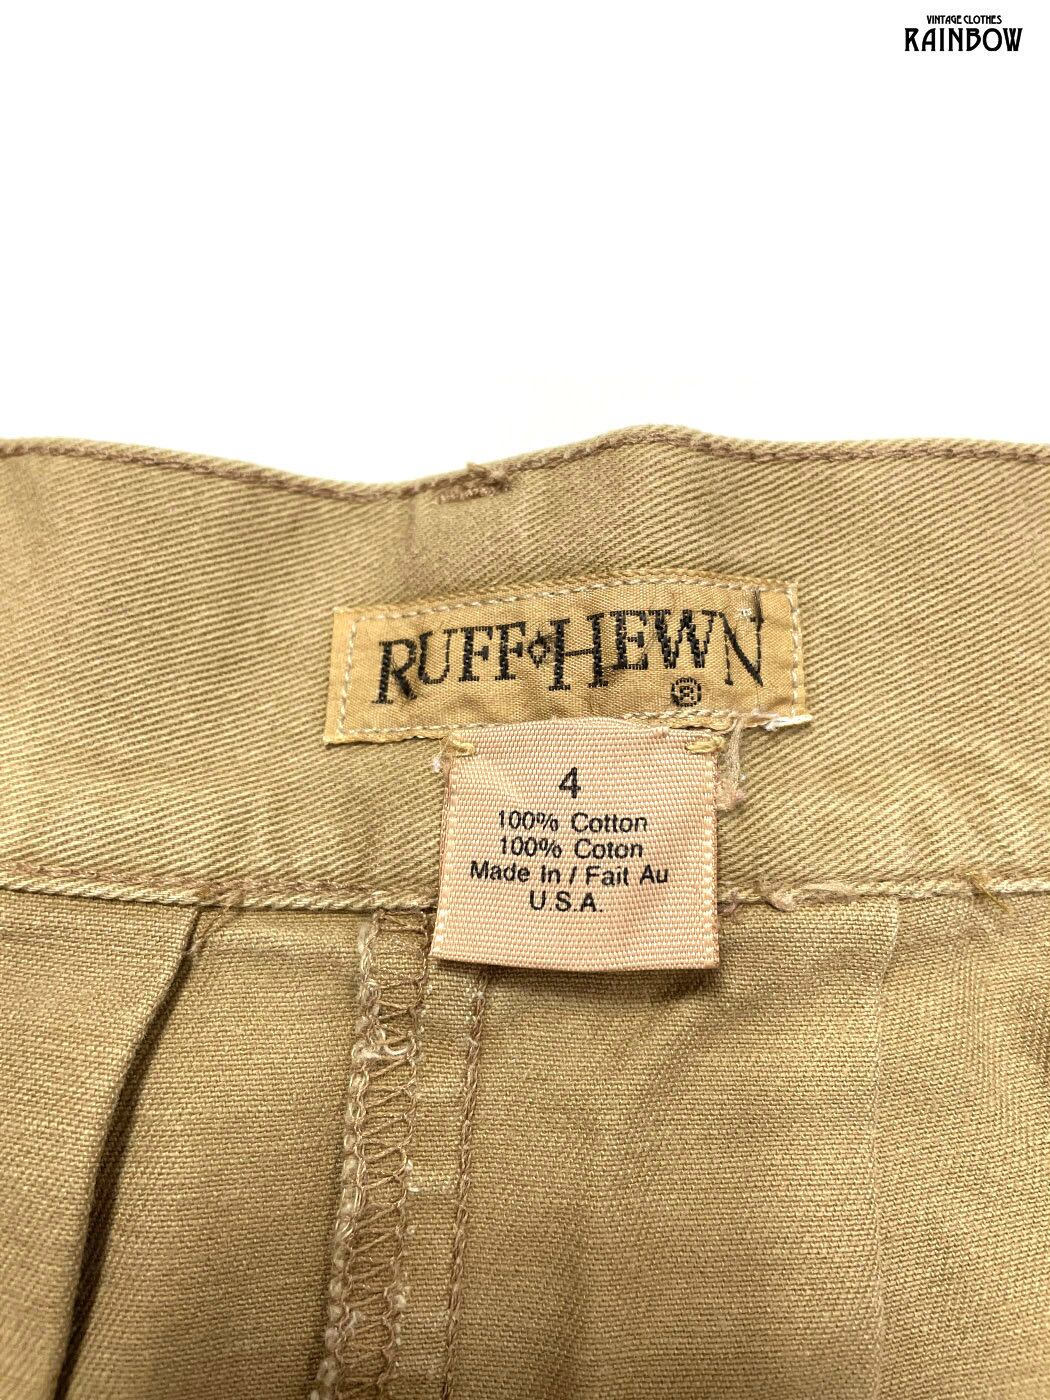 VINTAGE CLOTHES
RAINBOW
RUFF HEWN
®
4
100% Cotton
100% Coton
Made In / Fait Au
U.S.A.